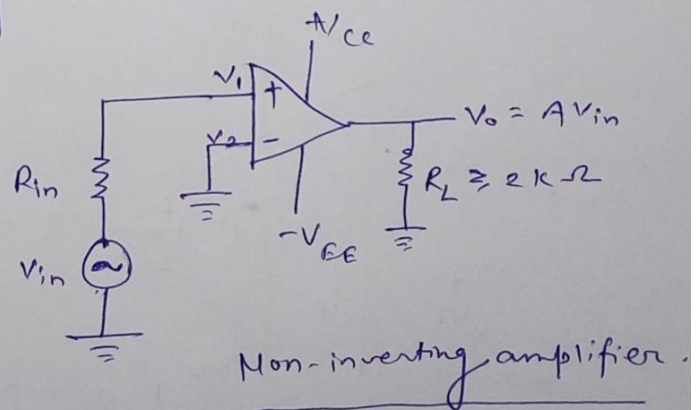 +VCC
V1
+
V2
-
Vo = AVin
Rin
RL ≥ 2KΩ
Vin
-VEE
Non-inverting amplifier.